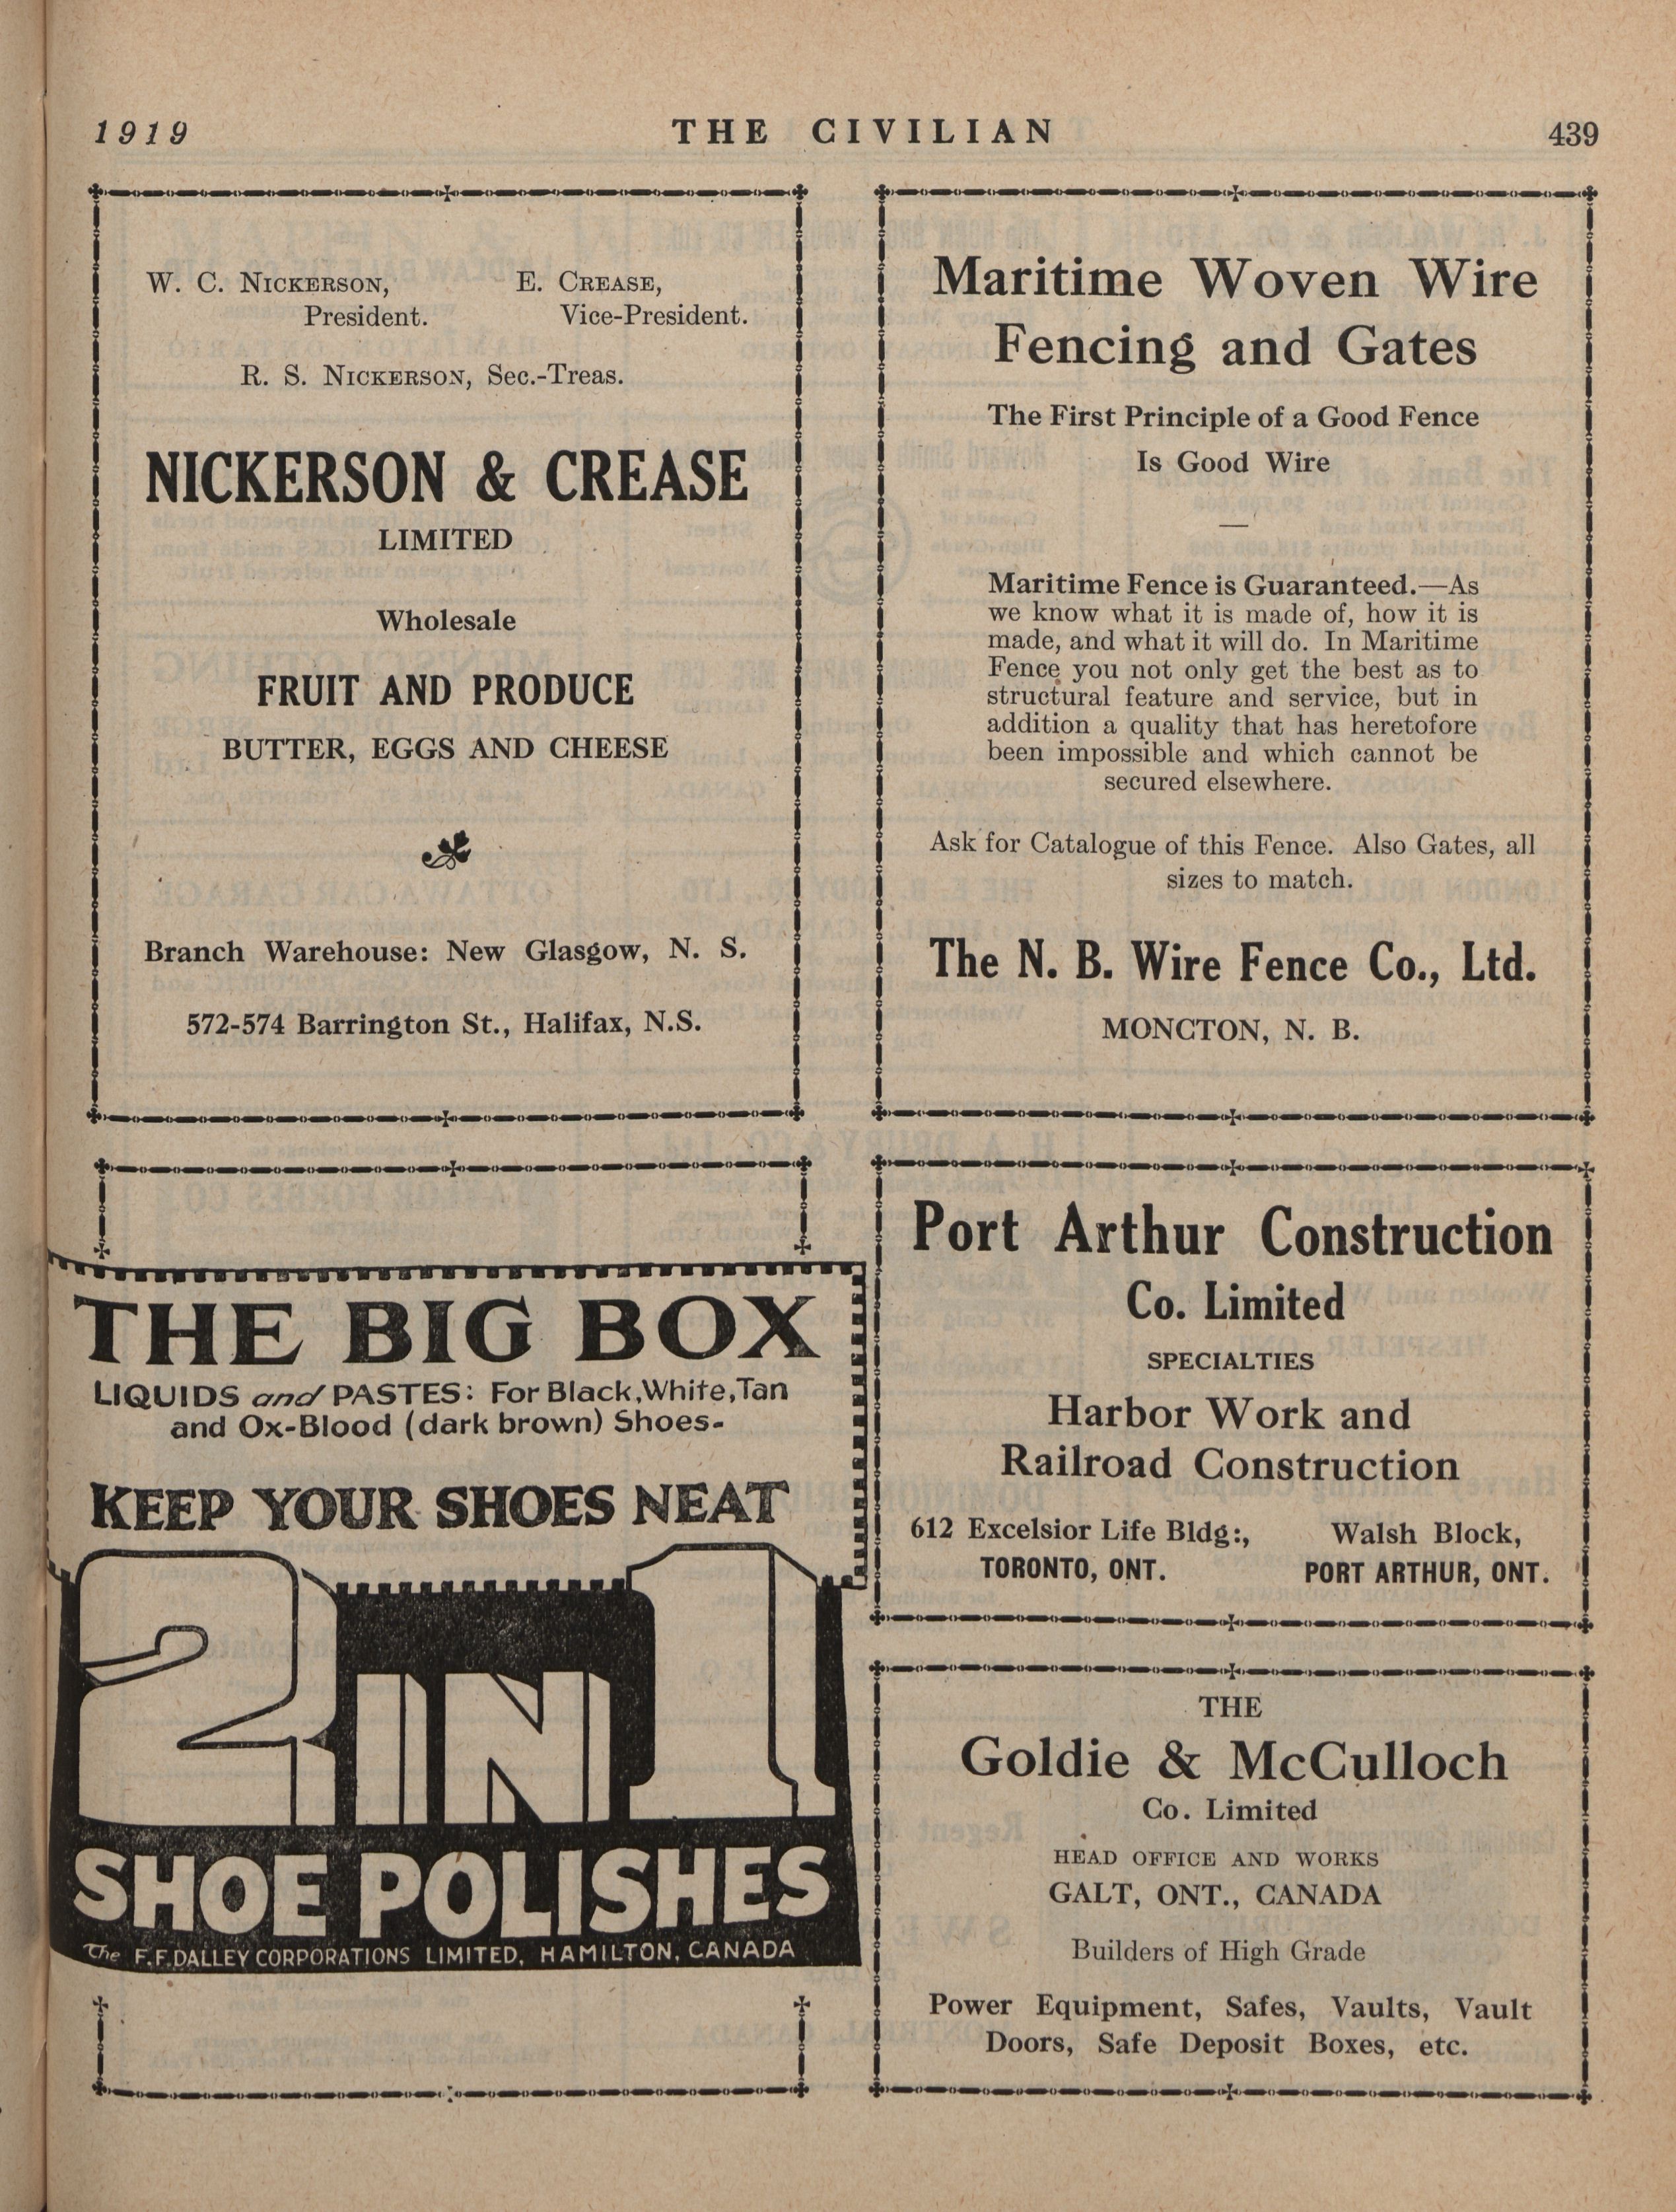 1919
THE CIVILIAN
439
W. C. NICKERSON,
President.
E. CREASE,
Vice-President.
R. S. NICKERSON, Sec.-Treas.
NICKERSON & CREASE
LIMITED
Wholesale
FRUIT AND PRODUCE
BUTTER, EGGS AND CHEESE
Branch Warehouse: New Glasgow, N. S.
572-574 Barrington St., Halifax, N.S.
Maritime Woven Wire
Fencing and Gates
The First Principle of a Good Fence
Is Good Wire
—
Maritime Fence is Guaranteed.—As
we know what it is made of, how it is
made, and what it will do. In Maritime
Fence you not only get the best as to
structural feature and service, but in
addition a quality that has heretofore
been impossible and which cannot be
secured elsewhere.
Ask for Catalogue of this Fence. Also Gates, all
sizes to match.
The N. B. Wire Fence Co., Ltd.
MONCTON, N. B.
THE BIG BOX
LIQUIDS and PASTES: For Black, White, Tan
and Ox-Blood (dark brown) Shoes-
KEEP YOUR SHOES NEAT
2 IN 1
SHOE POLISHES
The F. F. DALLEY CORPORATIONS LIMITED, HAMILTON, CANADA
Port Arthur Construction
Co. Limited
SPECIALTIES
Harbor Work and
Railroad Construction
612 Excelsior Life Bldg:,
TORONTO, ONT.
Walsh Block,
PORT ARTHUR, ONT.
THE
Goldie & McCulloch
Co. Limited
HEAD OFFICE AND WORKS
GALT, ONT., CANADA
Builders of High Grade
Power Equipment, Safes, Vaults, Vault
Doors, Safe Deposit Boxes, etc.